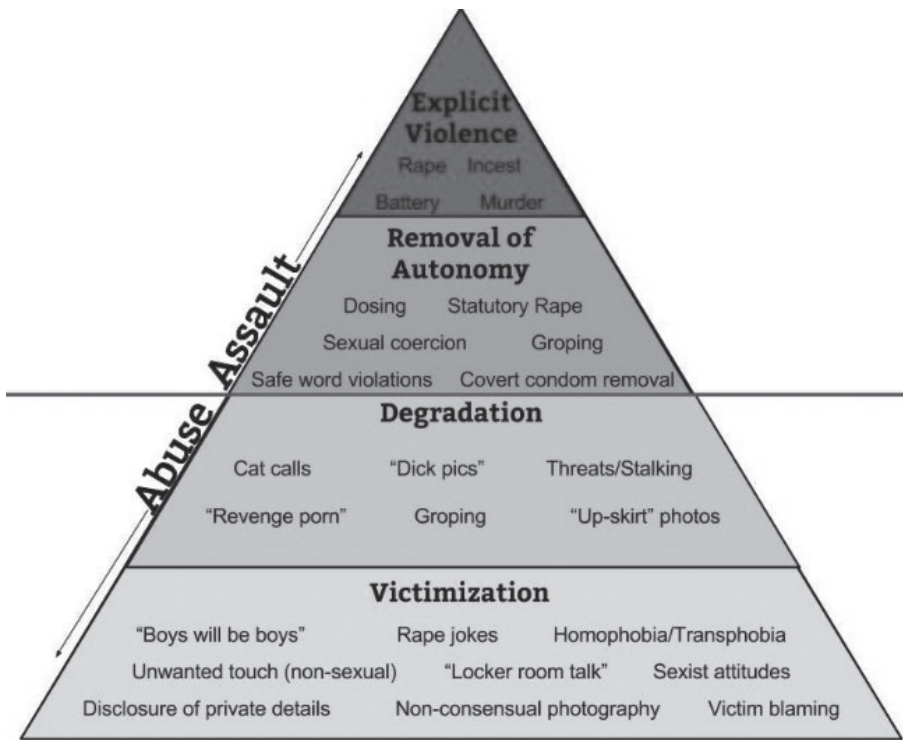 Explicit
Violence
Rape Incest
Battery Murder
Removal of
Autonomy
Dosing Statutory Rape
Sexual coercion Groping
Safe word violations Covert condom removal
Assault
Abuse
Degradation
Cat calls “Dick pics” Threats/Stalking
“Revenge porn” Groping “Up-skirt” photos
Victimization
“Boys will be boys” Rape jokes Homophobia/Transphobia
Unwanted touch (non-sexual) “Locker room talk” Sexist attitudes
Disclosure of private details Non-consensual photography Victim blaming